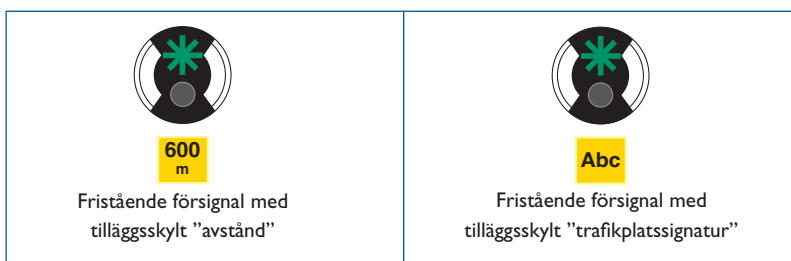 600
m
Fristående försignal med
tilläggsskylt ”avstånd”
Abc
Fristående försignal med
tilläggsskylt ”trafikplatssignatur”